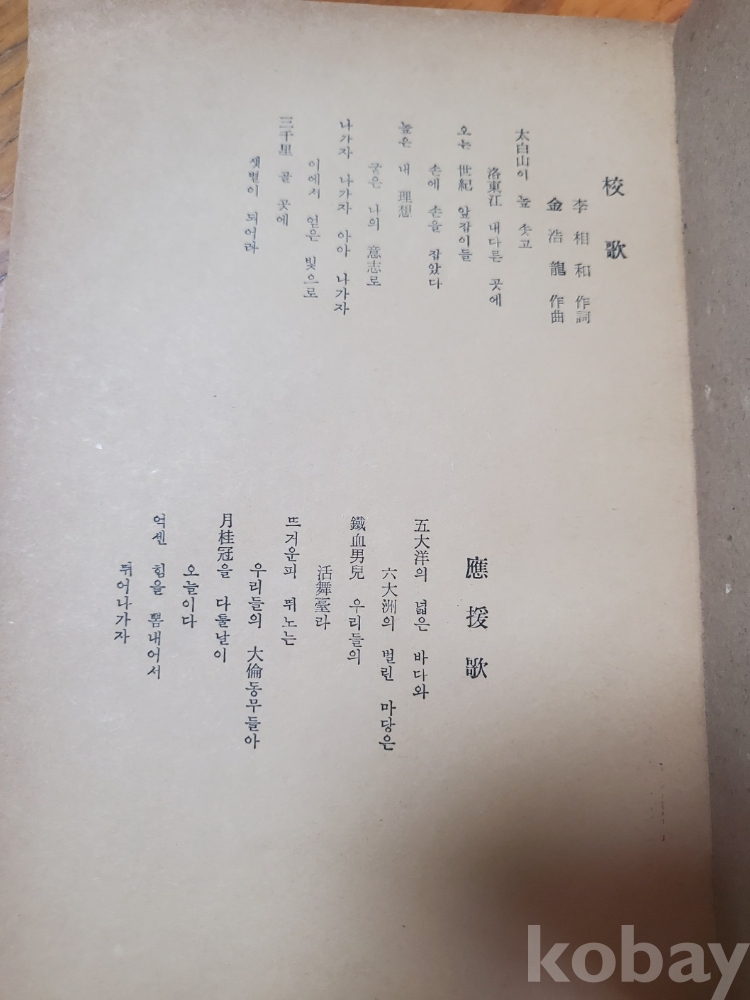 校歌
李相和 作詞
金浩龍 作曲
太白山이 높 솟고
洛東江 내다른 곳에
오는 世紀 앞잡이들
손에 손을 잡았다
높은 내 理想
굳은 나의 意志로
나가자 나가자 아아 나가자
이에서 얻은 빛으로
三千里 골 곳에
샛별이 되어라
應援歌
五大洋의 넓은 바다와
六大洲의 벌린 마당은
鐵血男兒 우리들의
活舞臺라
뜨거운피 뛰노는
우리들의 大倫동무들아
月桂冠을 다툴날이
오늘이다
억센 힘을 뽐내어서
뛰어나가자
kobay